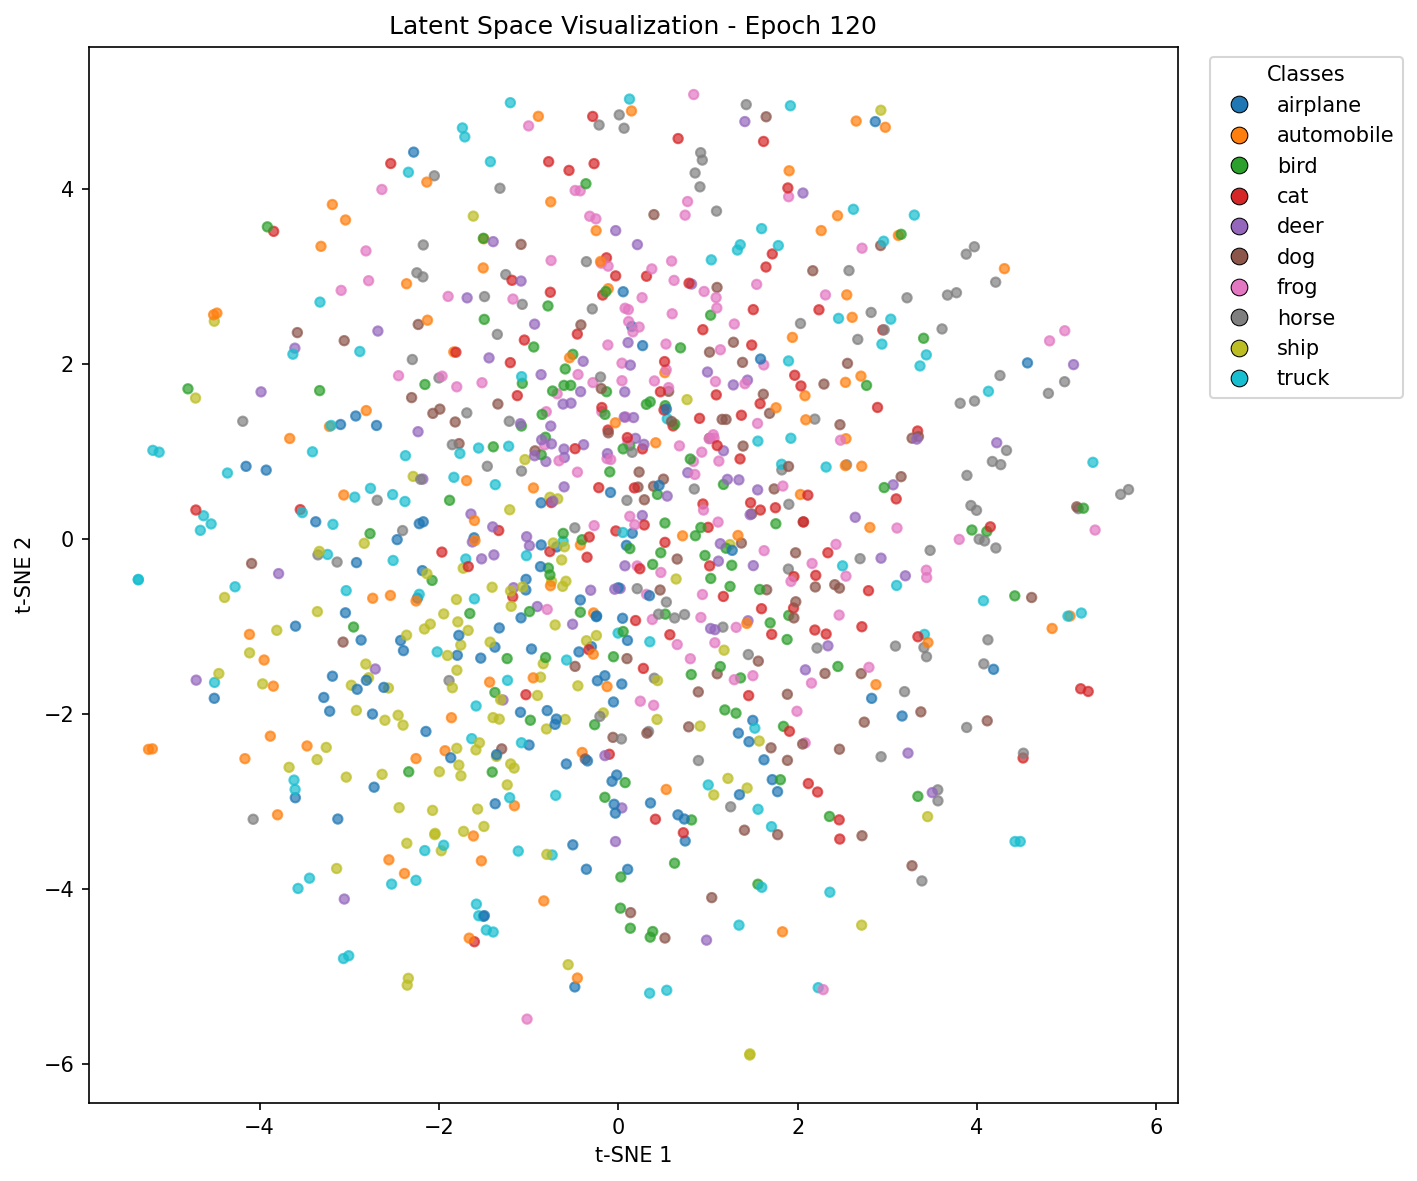 Latent Space Visualization - Epoch 120
Classes
airplane
automobile
bird
cat
deer
dog
frog
horse
ship
truck
4
2
0
−2
−4
−6
t-SNE 2
−4
−2
0
2
4
6
t-SNE 1